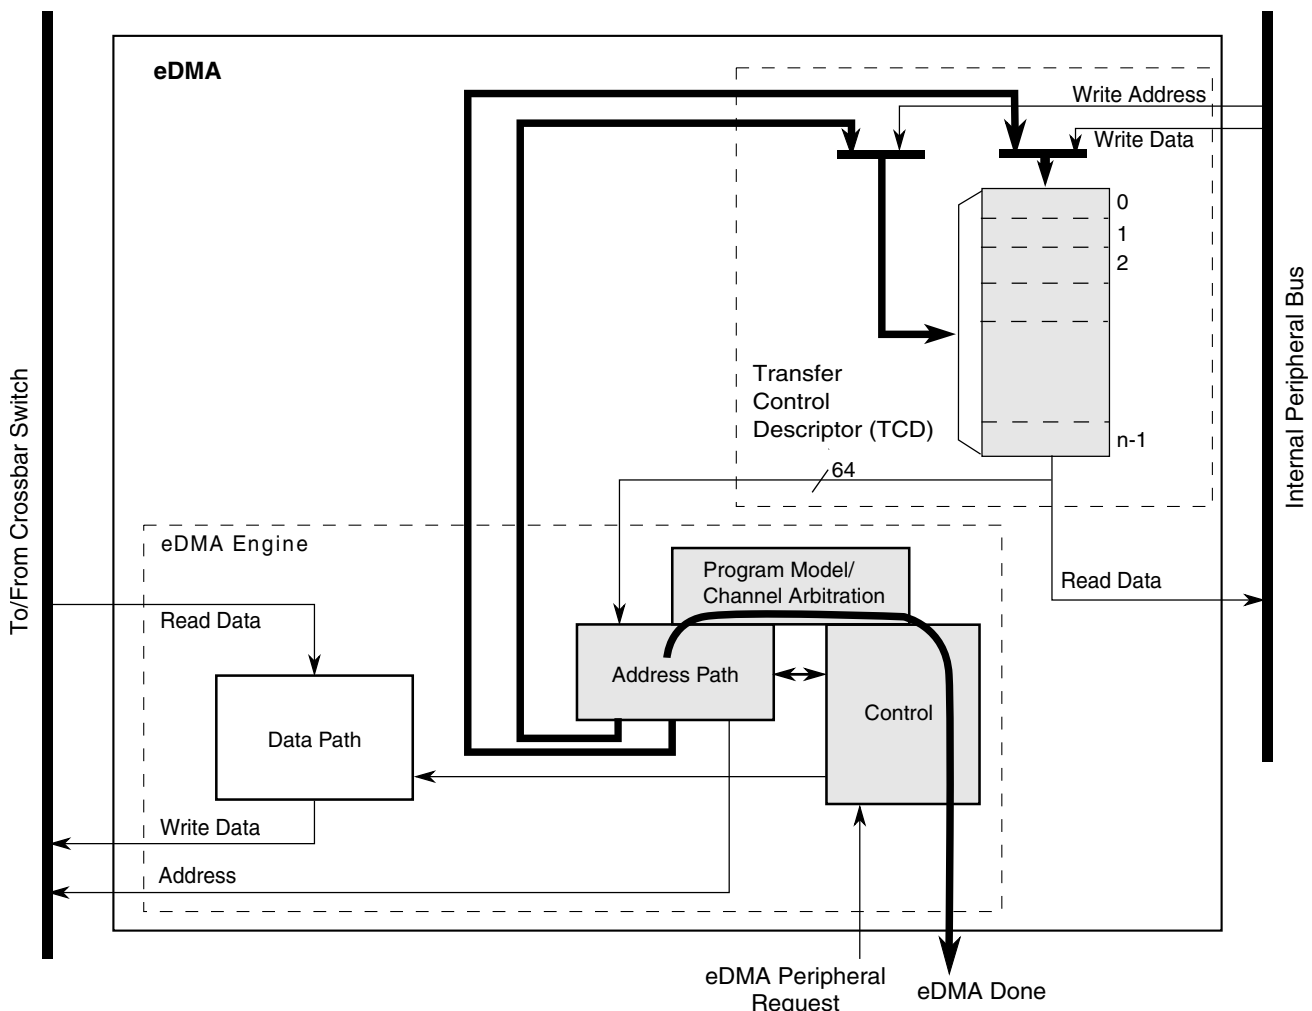 eDMA
Write Address
Write Data
0
1
2
n-1
Transfer
Control
Descriptor (TCD)
64
To/From Crossbar Switch
Internal Peripheral Bus
eDMA Engine
Program Model/
Channel Arbitration
Read Data
Read Data
Address Path
Control
Data Path
Write Data
Address
eDMA Peripheral
Request
eDMA Done